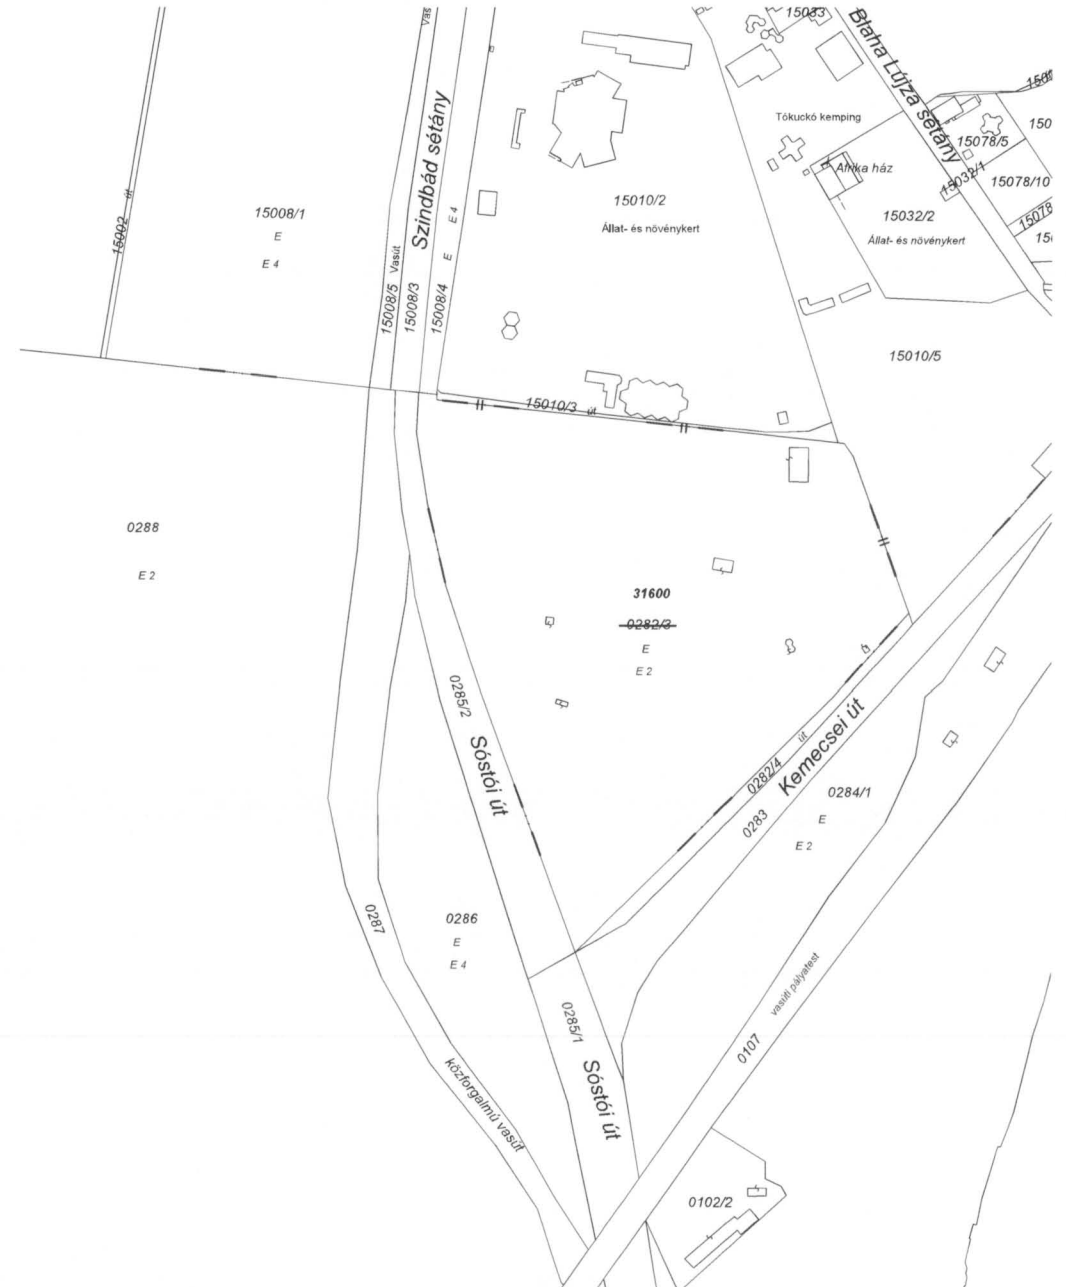 15033
Vas
Blaha Lújza sétány
Tókuckó kemping
150
15078/5
Afrika ház
15032/1
15078/10
15002 út
15008/1
E
E 4
Szindbád sétány
E E 4
15010/2
Állat- és növénykert
15032/2
Állat- és növénykert
15078
Vasút
15008/5
15008/3
15008/4
15010/5
15010/3 út
0288
E 2
31600
0282/3
E
E 2
0285/2
Sóstói út
0282/4 út
Kemecsei út
0283
0284/1
E
E 2
0287
0286
E
E 4
vasúti pályatest
0107
0285/1
Sóstói út
közforgalmú vasút
0102/2